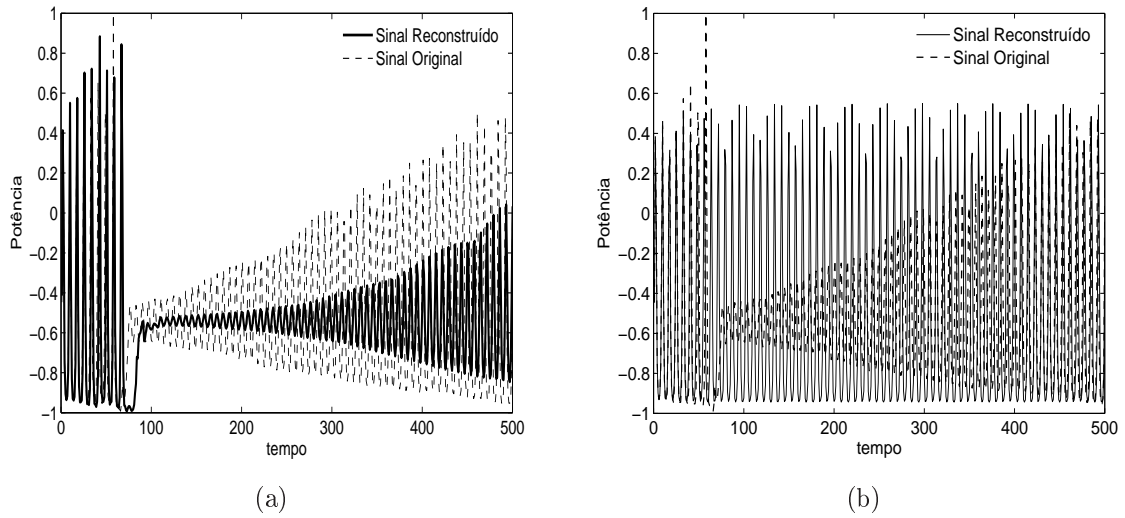 1
0.8
0.6
0.4
0.2
0
−0.2
−0.4
−0.6
−0.8
−1
Potência
Sinal Reconstruído
Sinal Original
0 100 200 300 400 500
tempo
(a)
1
0.8
0.6
0.4
0.2
0
−0.2
−0.4
−0.6
−0.8
−1
Potência
Sinal Reconstruído
Sinal Original
0 100 200 300 400 500
tempo
(b)